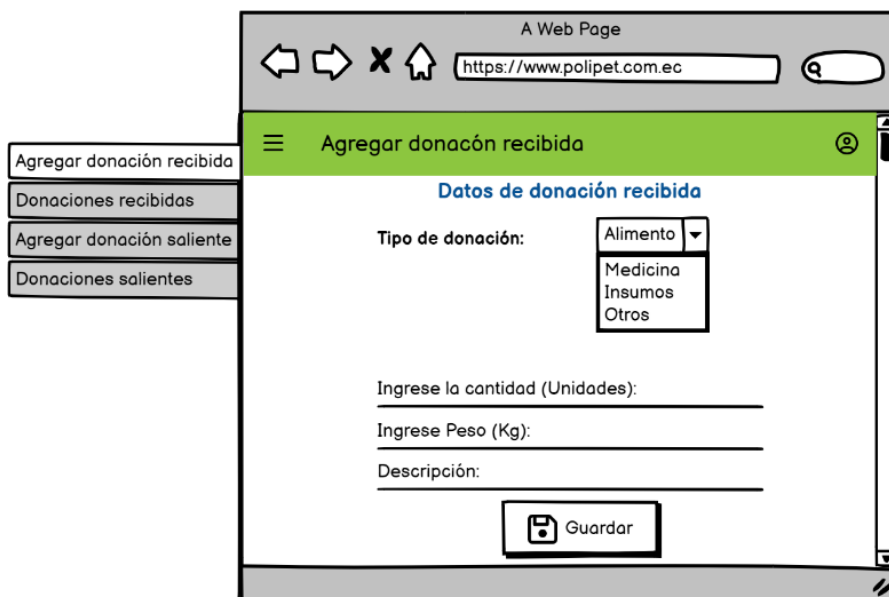 A Web Page
https://www.polipet.com.ec
Agregar donación recibida
Donaciones recibidas
Agregar donación saliente
Donaciones salientes
Agregar donacón recibida
Datos de donación recibida
Tipo de donación:
Alimento
Medicina
Insumos
Otros
Ingrese la cantidad (Unidades):
Ingrese Peso (Kg):
Descripción:
Guardar